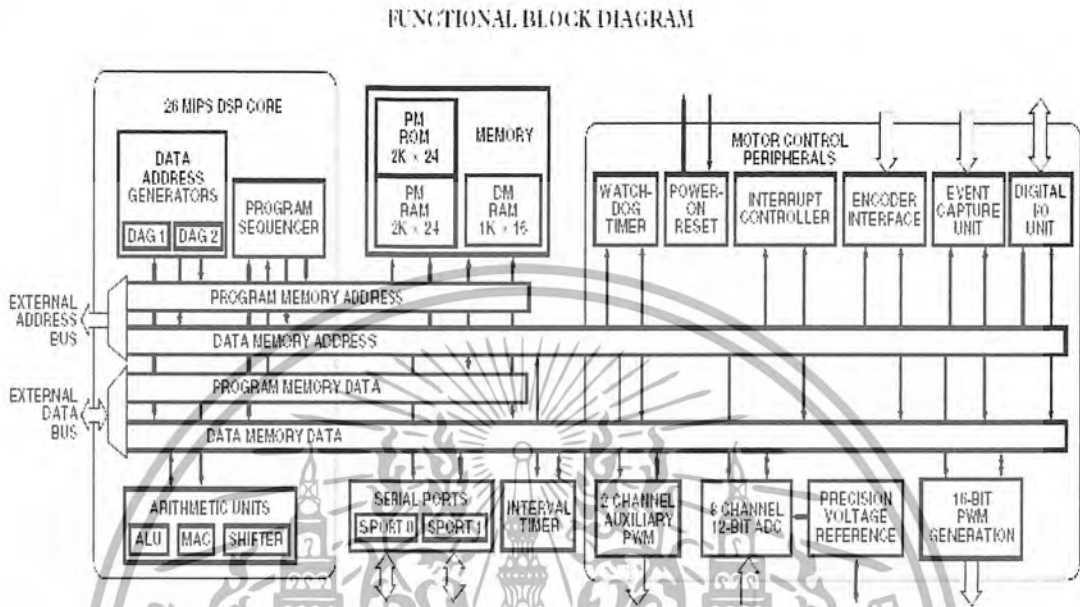 FUNCTIONAL BLOCK DIAGRAM
26 MIPS DSP CORE
DATA
ADDRESS
GENERATORS
DAG 1
DAG 2
PROGRAM
SEQUENCER
PM
ROM
2K × 24
MEMORY
PM
RAM
2K × 24
DM
RAM
1K × 16
MOTOR CONTROL
PERIPHERALS
WATCH-
DOG
TIMER
POWER-
ON
RESET
INTERRUPT
CONTROLLER
ENCODER
INTERFACE
EVENT
CAPTURE
UNIT
DIGITAL
I/O
UNIT
EXTERNAL
ADDRESS
BUS
PROGRAM MEMORY ADDRESS
DATA MEMORY ADDRESS
EXTERNAL
DATA
BUS
PROGRAM MEMORY DATA
DATA MEMORY DATA
ARITHMETIC UNITS
ALU
MAC
SHIFTER
SERIAL PORTS
SPORT 0
SPORT 1
INTERVAL
TIMER
2 CHANNEL
AUXILIARY
PWM
8 CHANNEL
12-BIT ADC
PRECISION
VOLTAGE
REFERENCE
16-BIT
PWM
GENERATION